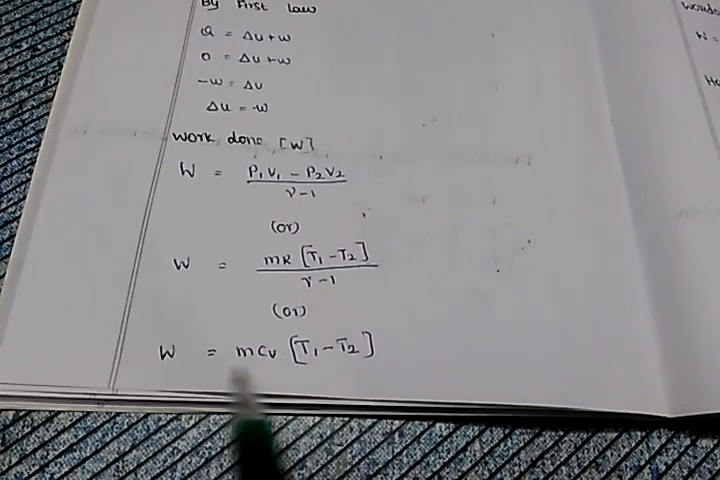 By First law
Q = Δu + w
0 = Δu + w
-w = Δu
Δu = -w
Work done [W]
W = P₁V₁ - P₂V₂ / γ-1
(or)
W = mR [T₁-T₂] / γ-1
(or)
W = mcv [T₁-T₂]
W =